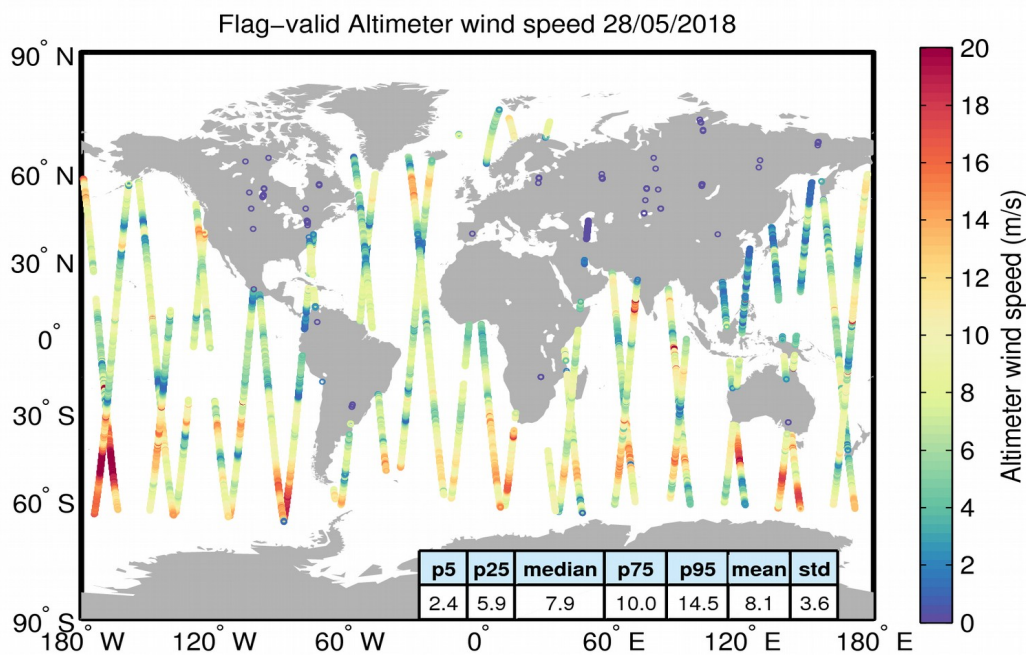 Flag−valid Altimeter wind speed 28/05/2018
90° N
60° N
30° N
0°
30° S
60° S
90° S
180° W
120° W
60° W
0°
60° E
120° E
180° E
p5 p25 median p75 p95 mean std
2.4 5.9 7.9 10.0 14.5 8.1 3.6
20
18
16
14
12
10
8
6
4
2
0
Altimeter wind speed (m/s)